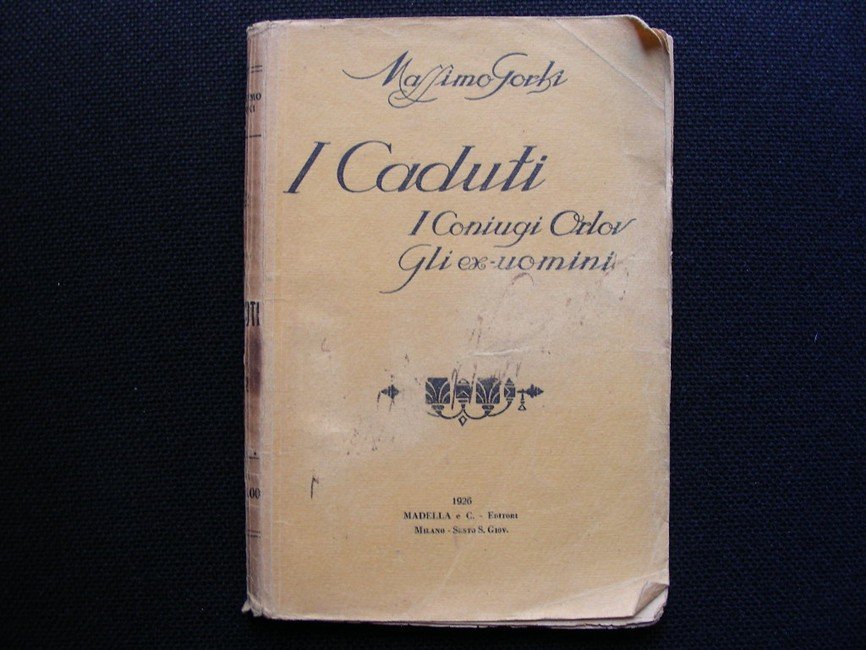 Massimo Gorki
I Caduti
I Coniugi Orlov
Gli ex-uomini
1926
MADELLA e C. - EDITORI
MILANO - SESTO S. GIOV.